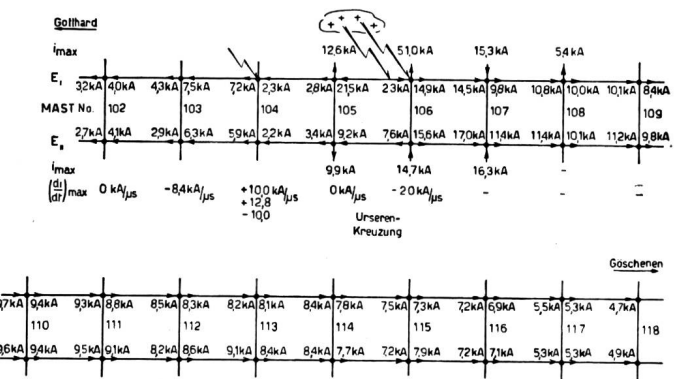 Gotthard
imax 12,6kA 51,0kA 15,3kA 5,4kA
E I 3,2kA 4,0kA 4,3kA 7,5kA 7,2kA 2,3kA 2,8kA 21,5kA 23kA 14,9kA 14,5kA 9,8kA 10,8kA 10,0kA 10,1kA 8,4kA
MAST No. 102 103 104 105 106 107 108 109
E II 2,7kA 4,1kA 2,9kA 6,3kA 5,9kA 2,2kA 3,4kA 9,2kA 7,6kA 15,6kA 17,0kA 11,4kA 11,4kA 10,1kA 11,2kA 9,8kA
imax 9,9kA 14,7kA 16,3kA -
(di/dt)max 0 kA/μs -8,4kA/μs +10,0 kA/μs 0kA/μs -20kA/μs - - -
+12,8
-10,0
Urseren-
Kreuzung
Göschenen
9,4kA 9,3kA 8,8kA 8,5kA 8,3kA 8,2kA 8,1kA 8,4kA 7,8kA 7,5kA 7,3kA 7,2kA 6,9kA 5,5kA 5,3kA 4,7kA
110 111 112 113 114 115 116 117 118
9,4kA 9,5kA 9,1kA 8,2kA 8,6kA 9,1kA 8,4kA 8,4kA 7,7kA 7,2kA 7,9kA 7,2kA 7,1kA 5,3kA 5,3kA 4,9kA